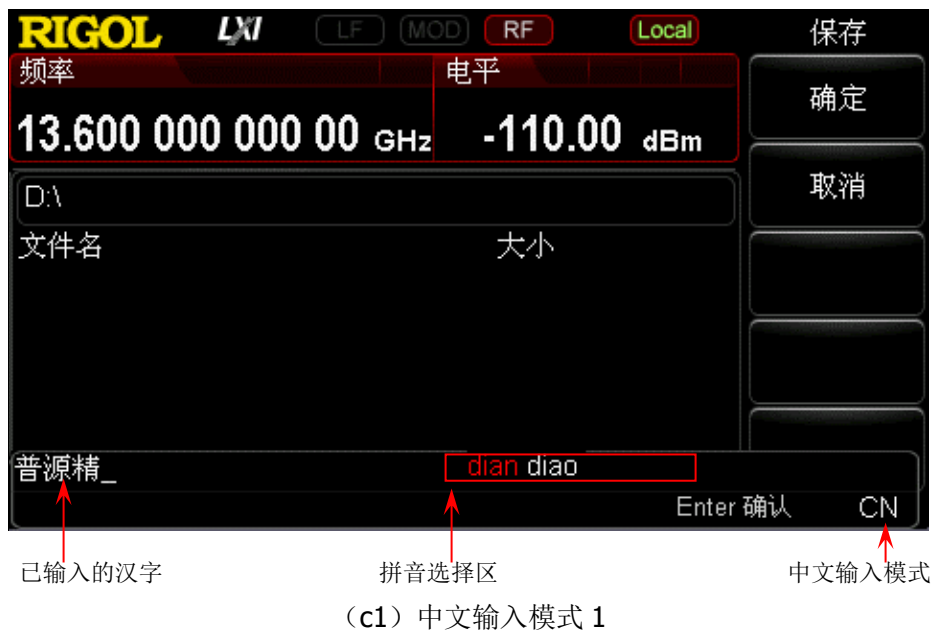 RIGOL LXI LF MOD RF Local 保存
频率 电平
确定
13.600 000 000 00 GHz -110.00 dBm
取消
D:\
文件名 大小
普源精_ dian diao
Enter 确认 CN
已输入的汉字 拼音选择区 中文输入模式
（c1）中文输入模式 1